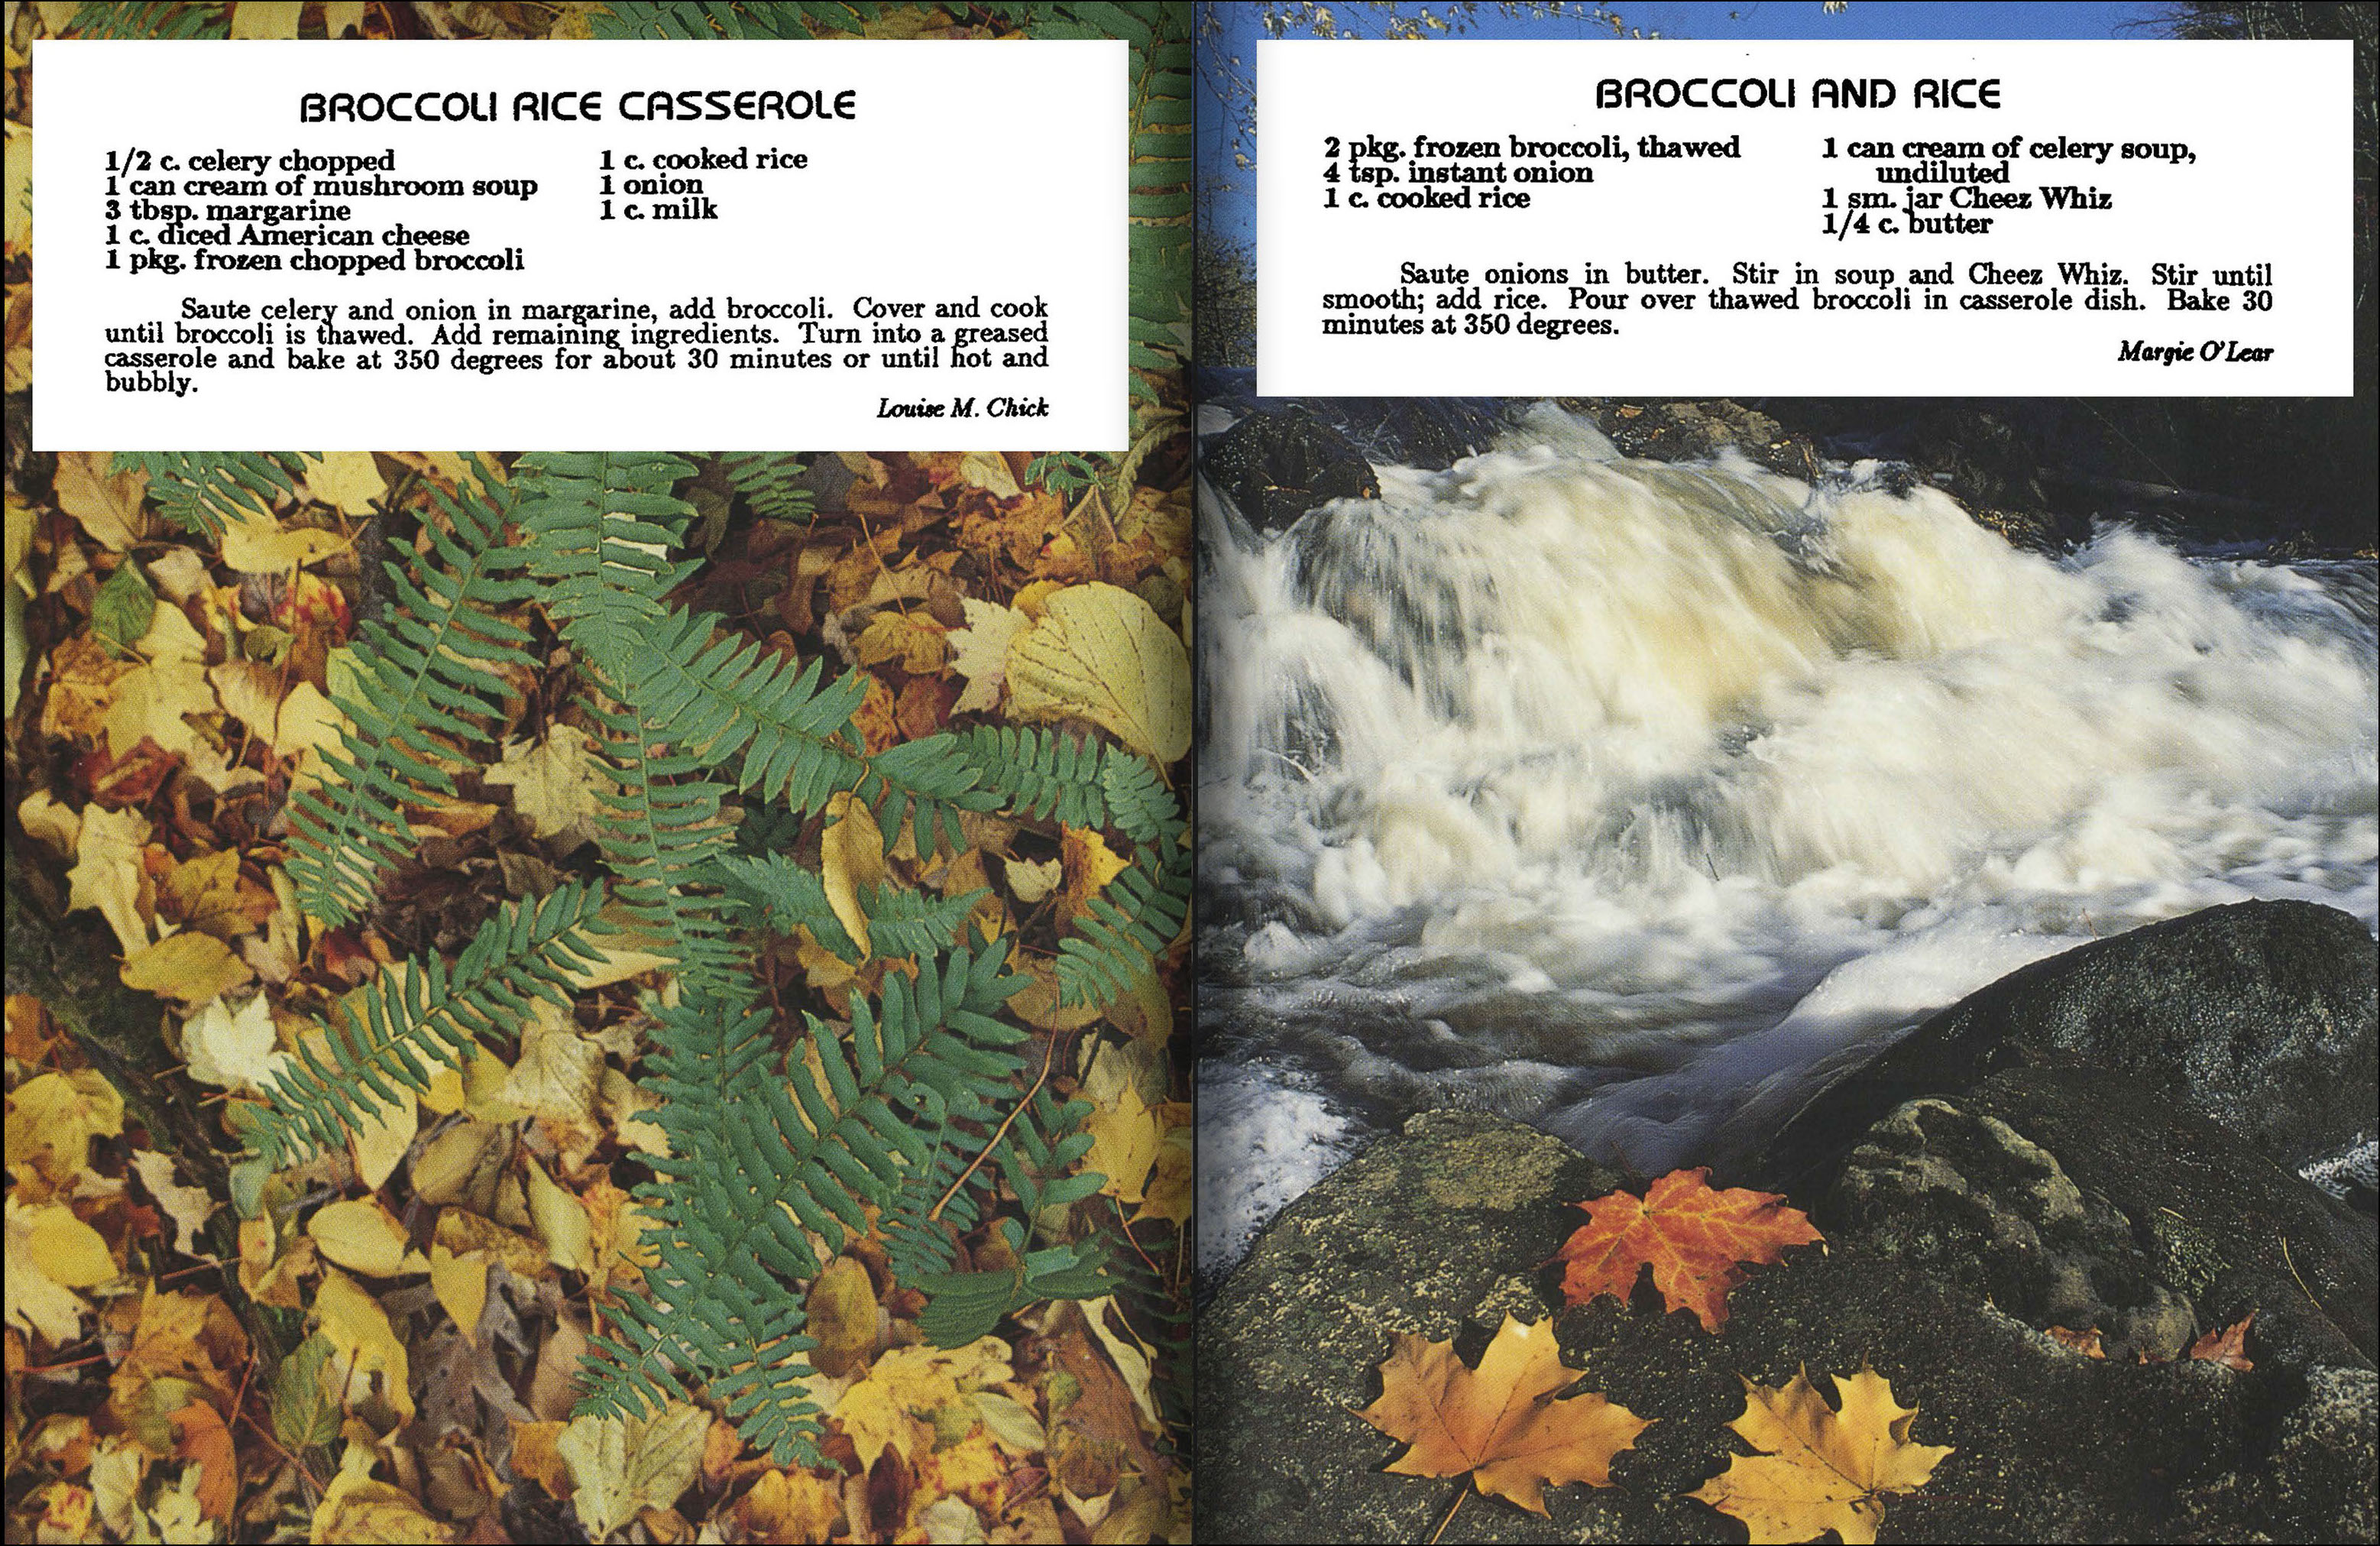 BROCCOLI RICE CASSEROLE
1/2 c. celery chopped
1 can cream of mushroom soup
3 tbsp. margarine
1 c. diced American cheese
1 pkg. frozen chopped broccoli
1 c. cooked rice
1 onion
1 c. milk
Saute celery and onion in margarine, add broccoli. Cover and cook
until broccoli is thawed. Add remaining ingredients. Turn into a greased
casserole and bake at 350 degrees for about 30 minutes or until hot and
bubbly.
Louise M. Chick
BROCCOLI AND RICE
2 pkg. frozen broccoli, thawed
4 tsp. instant onion
1 c. cooked rice
1 can cream of celery soup,
undiluted
1 sm. jar Cheez Whiz
1/4 c. butter
Saute onions in butter. Stir in soup and Cheez Whiz. Stir until
smooth; add rice. Pour over thawed broccoli in casserole dish. Bake 30
minutes at 350 degrees.
Margie O'Lear